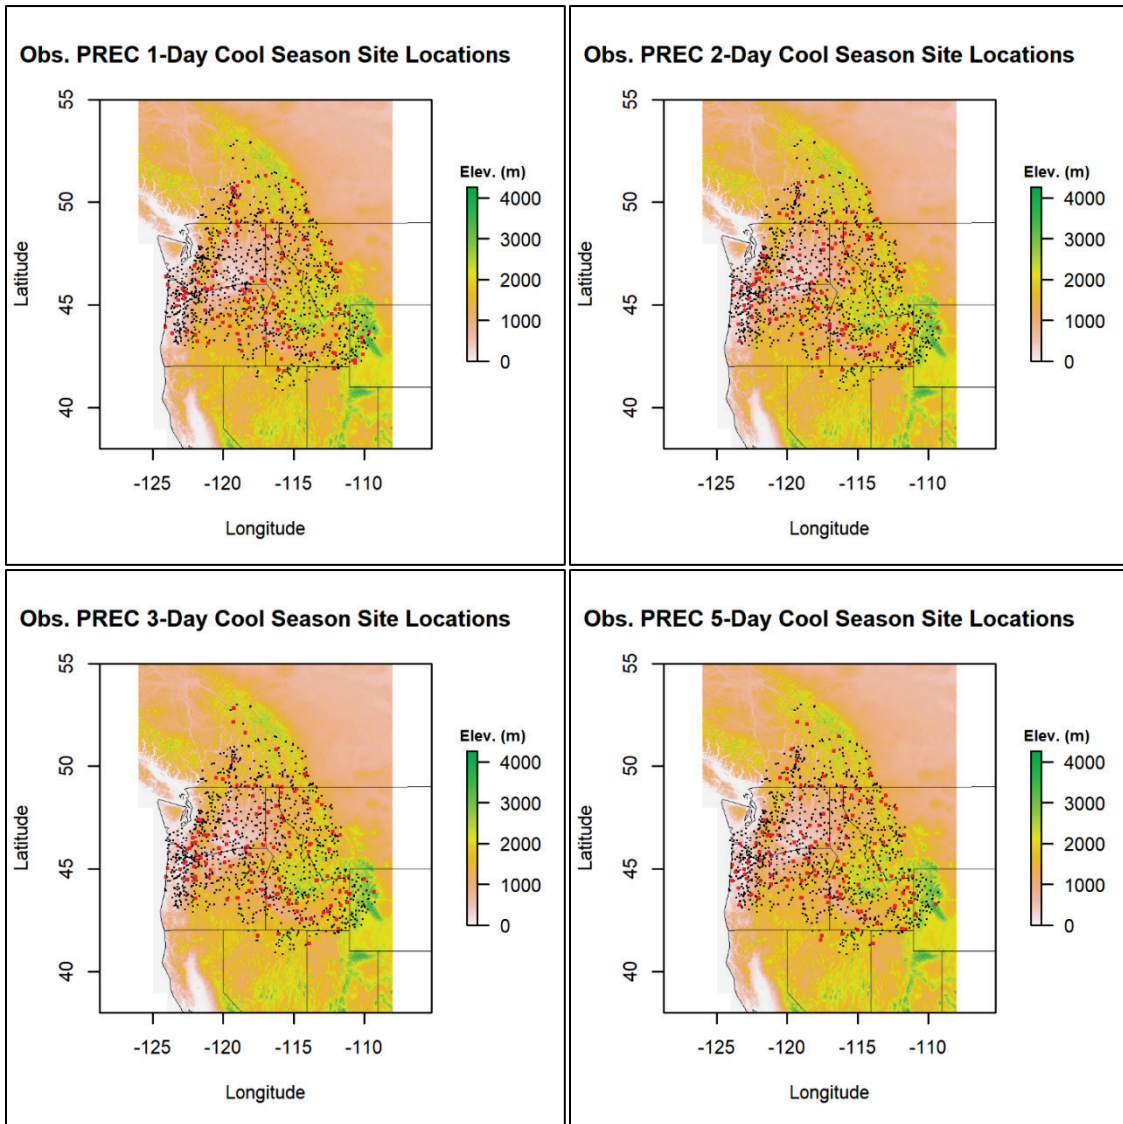 Obs. PREC 1-Day Cool Season Site Locations
55
50
45
40
Latitude
-125 -120 -115 -110
Longitude
Elev. (m)
4000
3000
2000
1000
0
Obs. PREC 2-Day Cool Season Site Locations
55
50
45
40
Latitude
-125 -120 -115 -110
Longitude
Elev. (m)
4000
3000
2000
1000
0
Obs. PREC 3-Day Cool Season Site Locations
55
50
45
40
Latitude
-125 -120 -115 -110
Longitude
Elev. (m)
4000
3000
2000
1000
0
Obs. PREC 5-Day Cool Season Site Locations
55
50
45
40
Latitude
-125 -120 -115 -110
Longitude
Elev. (m)
4000
3000
2000
1000
0